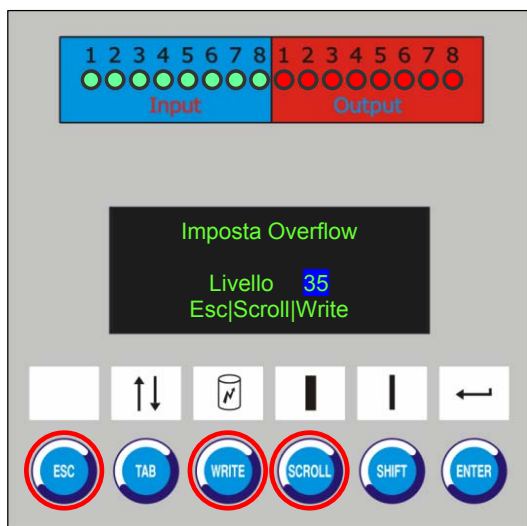 1 2 3 4 5 6 7 8 1 2 3 4 5 6 7 8
Input Output
Imposta Overflow
Livello 35
Esc|Scroll|Write
ESC TAB WRITE SCROLL SHIFT ENTER